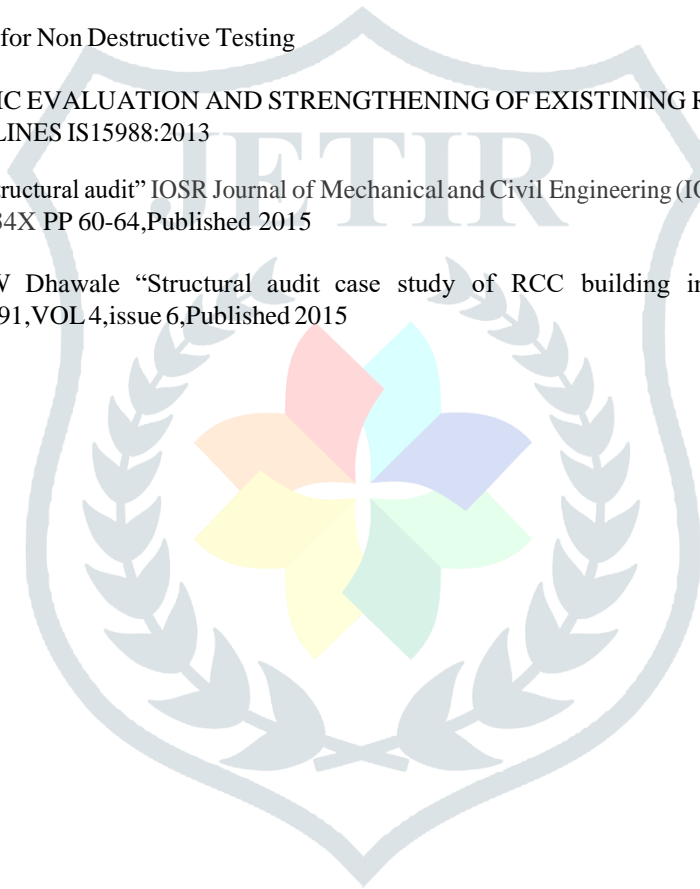 for Non Destructive Testing
IC EVALUATION AND STRENGTHENING OF EXISTINING
LINES IS15988:2013
JETIR
ructural audit” IOSR Journal of Mechanical and Civil Engineering
34X PP 60-64,Published 2015
Dhawale “Structural audit case study of RCC building
91,VOL 4,issue 6,Published 2015